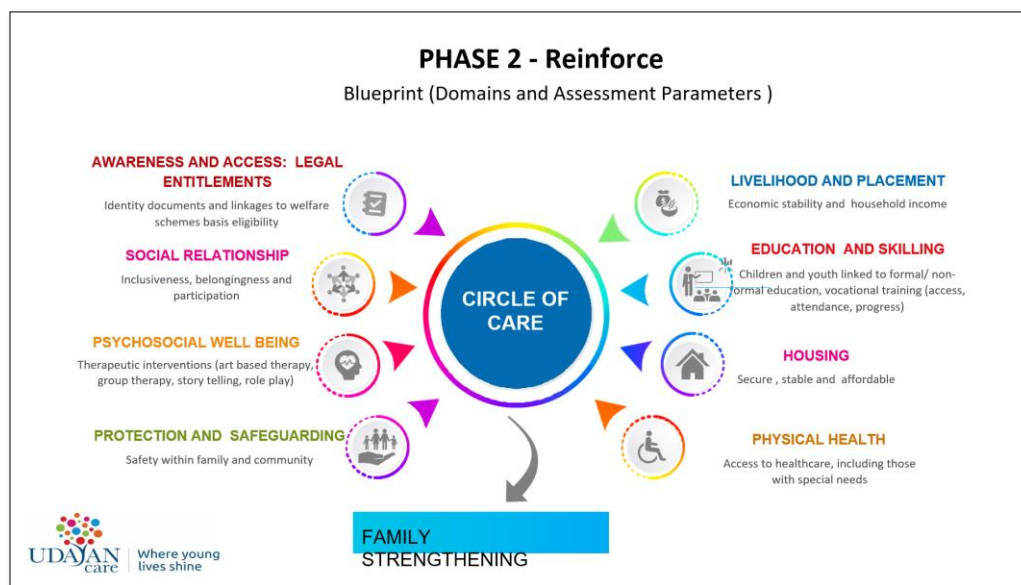 PHASE 2 - Reinforce
Blueprint (Domains and Assessment Parameters )
AWARENESS AND ACCESS:  LEGAL
ENTITLEMENTS
Identity documents and linkages to welfare
schemes basis eligibility
SOCIAL RELATIONSHIP
Inclusiveness, belongingness and
participation
PSYCHOSOCIAL WELL BEING
Therapeutic interventions (art based therapy,
group therapy, story telling, role play)
PROTECTION AND  SAFEGUARDING
Safety within family and community
CIRCLE OF
CARE
LIVELIHOOD AND PLACEMENT
Economic stability and  household income
EDUCATION  AND SKILLING
Children and youth linked to formal/ non-
formal education, vocational training (access,
attendance, progress)
HOUSING
Secure , stable and  affordable
PHYSICAL HEALTH
Access to healthcare, including those
with special needs
FAMILY
STRENGTHENING
UDAYAN
care
Where young
lives shine